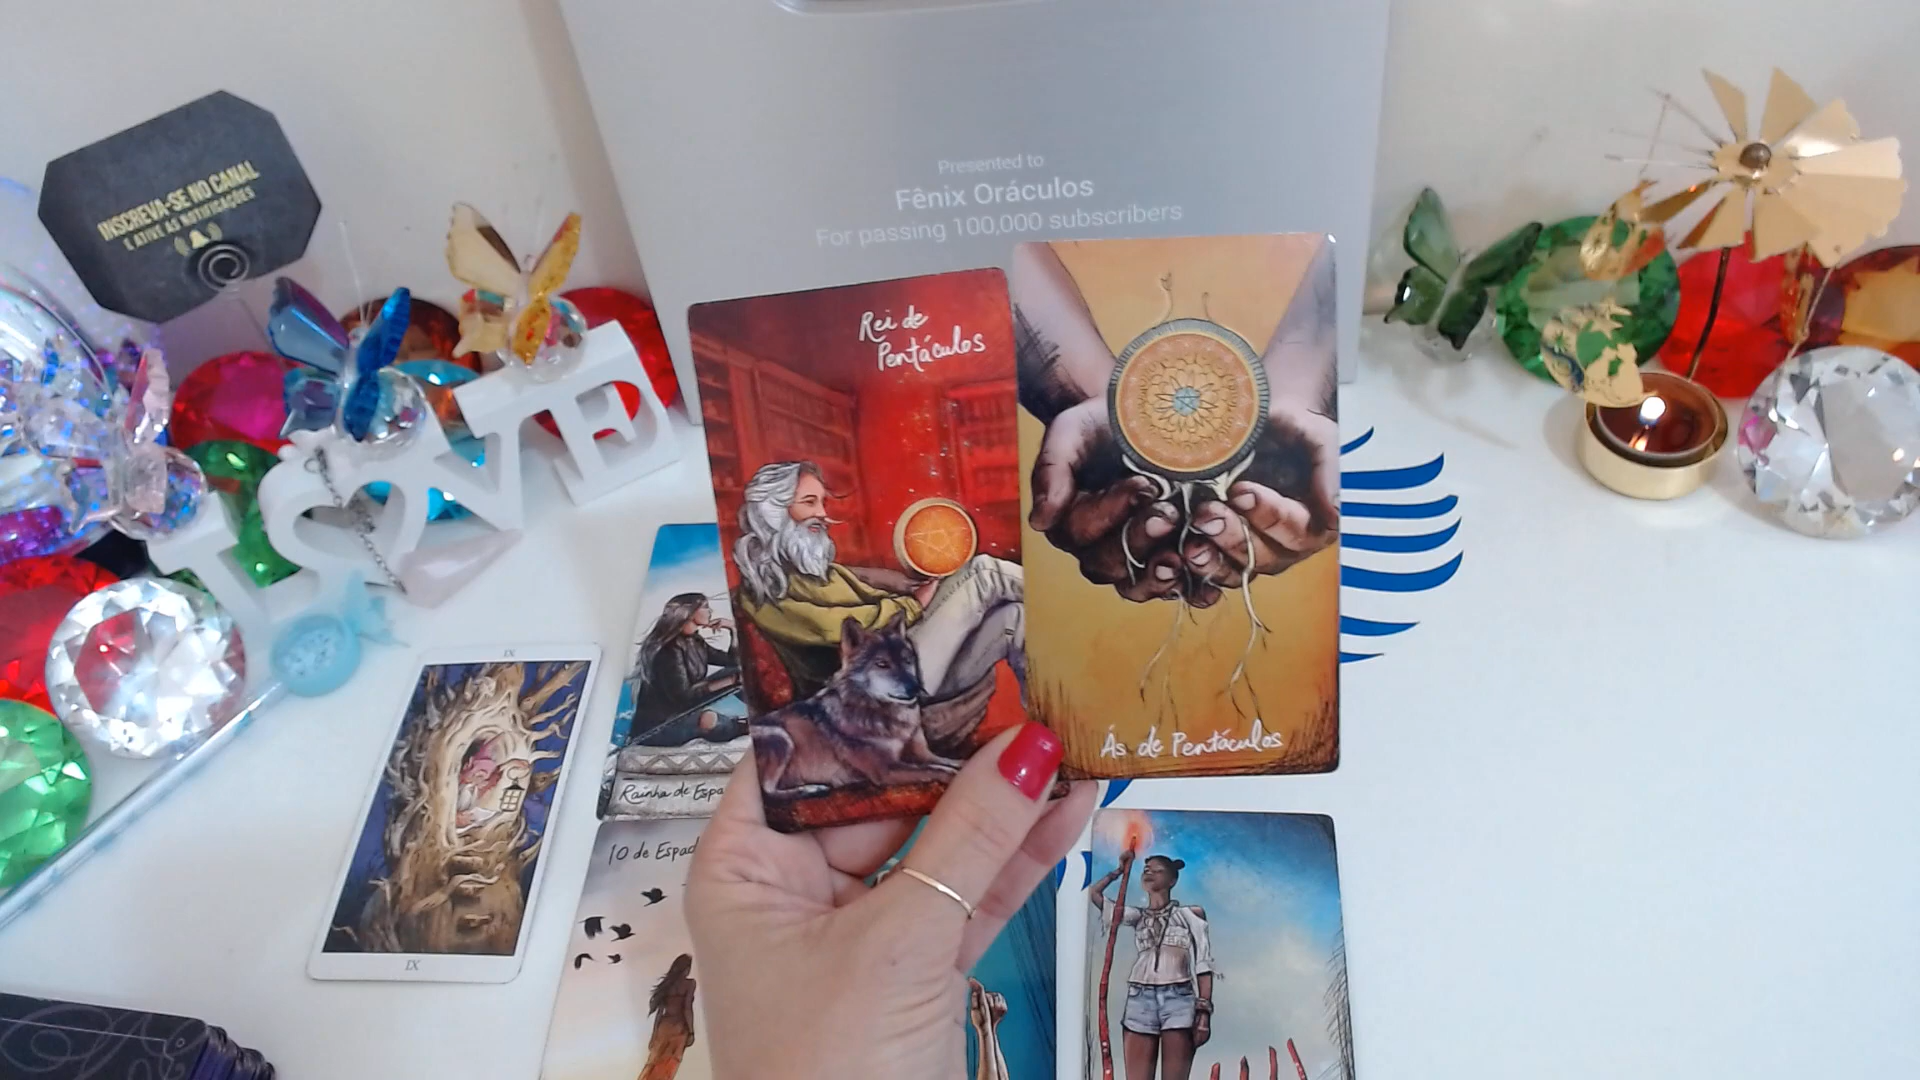 INSCREVA-SE NO CANAL
E ATIVE AS NOTIFICAÇÕES
Presented to
Fênix Oráculos
For passing 100,000 subscribers
Rei de
Pentáculos
Ás de Pentáculos
Rainha de Espa
10 de Espad
IX
IX